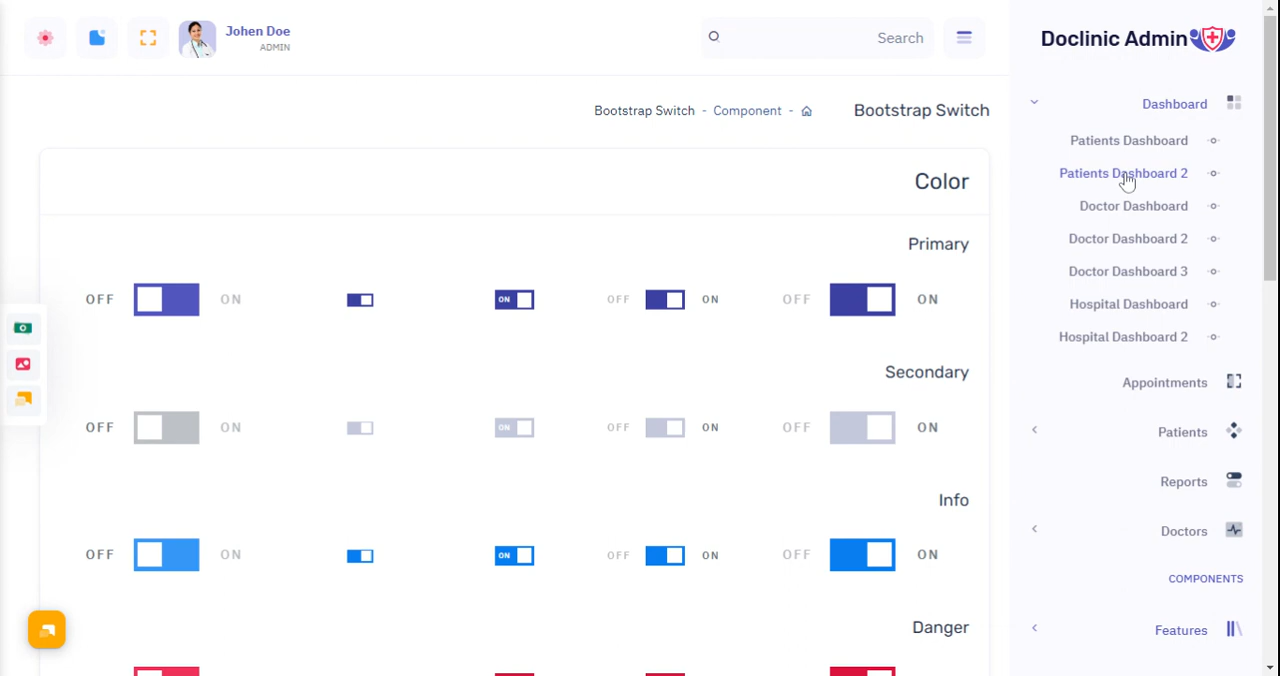 Johen Doe
ADMIN
Search
Doclinic Admin
Bootstrap Switch - Component -
Bootstrap Switch
Dashboard
Patients Dashboard
Patients Dashboard 2
Doctor Dashboard
Doctor Dashboard 2
Doctor Dashboard 3
Hospital Dashboard
Hospital Dashboard 2
Appointments
Patients
Reports
Doctors
COMPONENTS
Features
Color
Primary
OFF ON ON OFF ON OFF ON
Secondary
OFF ON ON OFF ON OFF ON
Info
OFF ON ON OFF ON OFF ON
Danger